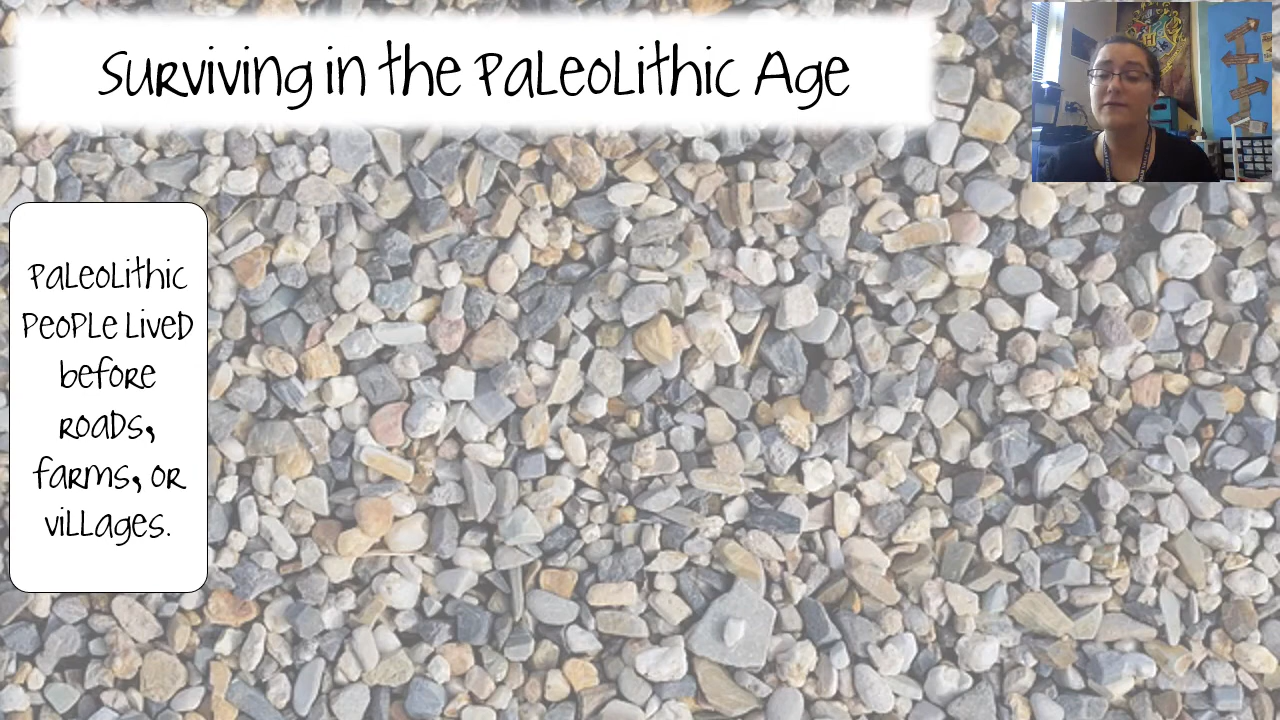 Surviving in the Paleolithic Age
Paleolithic
people lived
before
roads,
farms, or
villages.